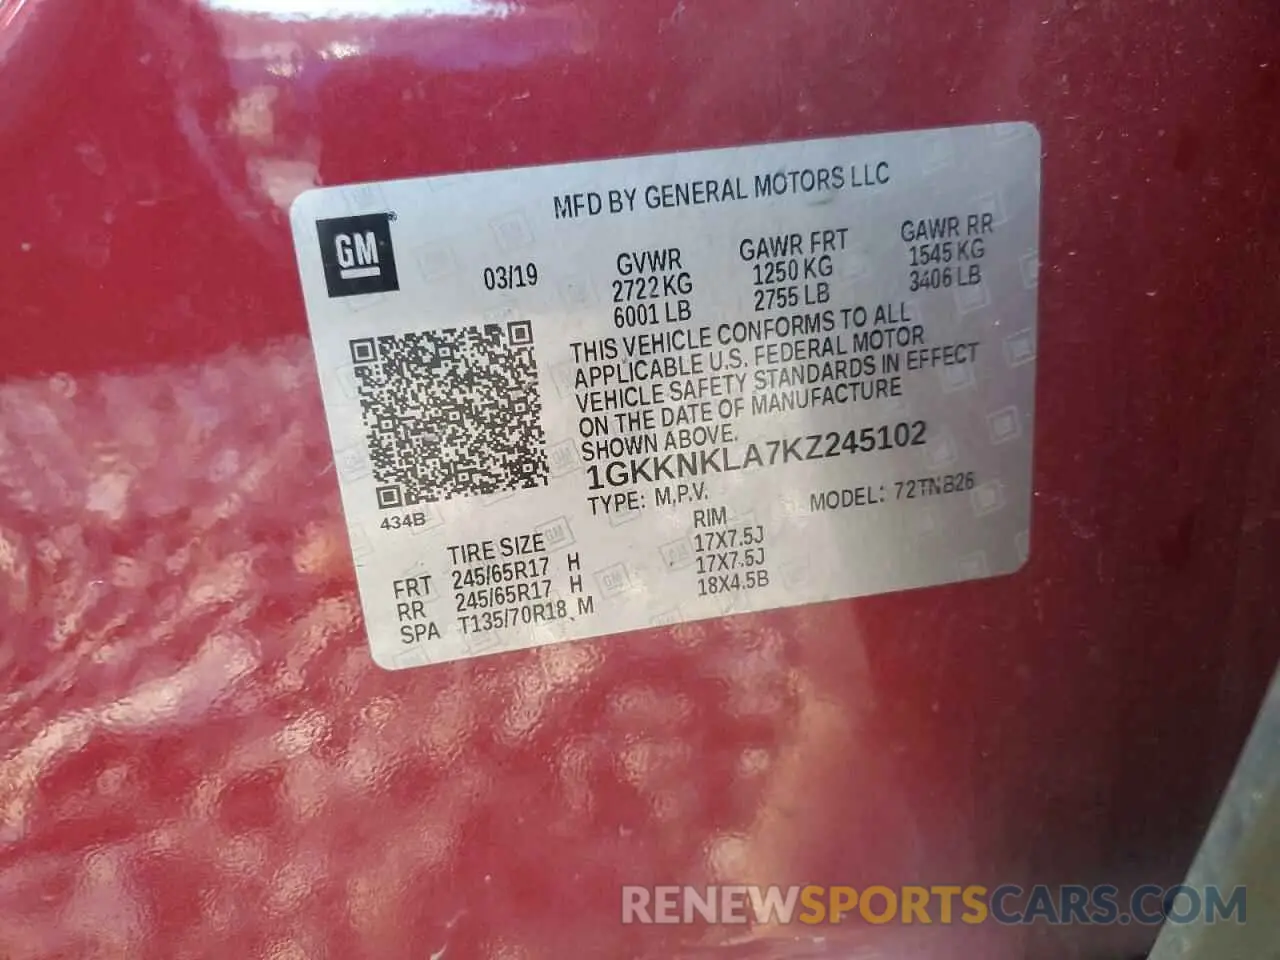 MFD BY GENERAL MOTORS LLC
GM
03/19
GVWR
2722 KG
6001 LB
GAWR FRT
1250 KG
2755 LB
GAWR RR
1545 KG
3406 LB
THIS VEHICLE CONFORMS TO ALL
APPLICABLE U.S. FEDERAL MOTOR
VEHICLE SAFETY STANDARDS IN EFFECT
ON THE DATE OF MANUFACTURE
SHOWN ABOVE.
1GKKNKLA7KZ245102
TYPE: M.P.V. MODEL: 72TNB26
434B
TIRE SIZE RIM
FRT 245/65R17 H 17X7.5J
RR 245/65R17 H 17X7.5J
SPA T135/70R18 M 18X4.5B
RENEWSPORTSCARS.COM